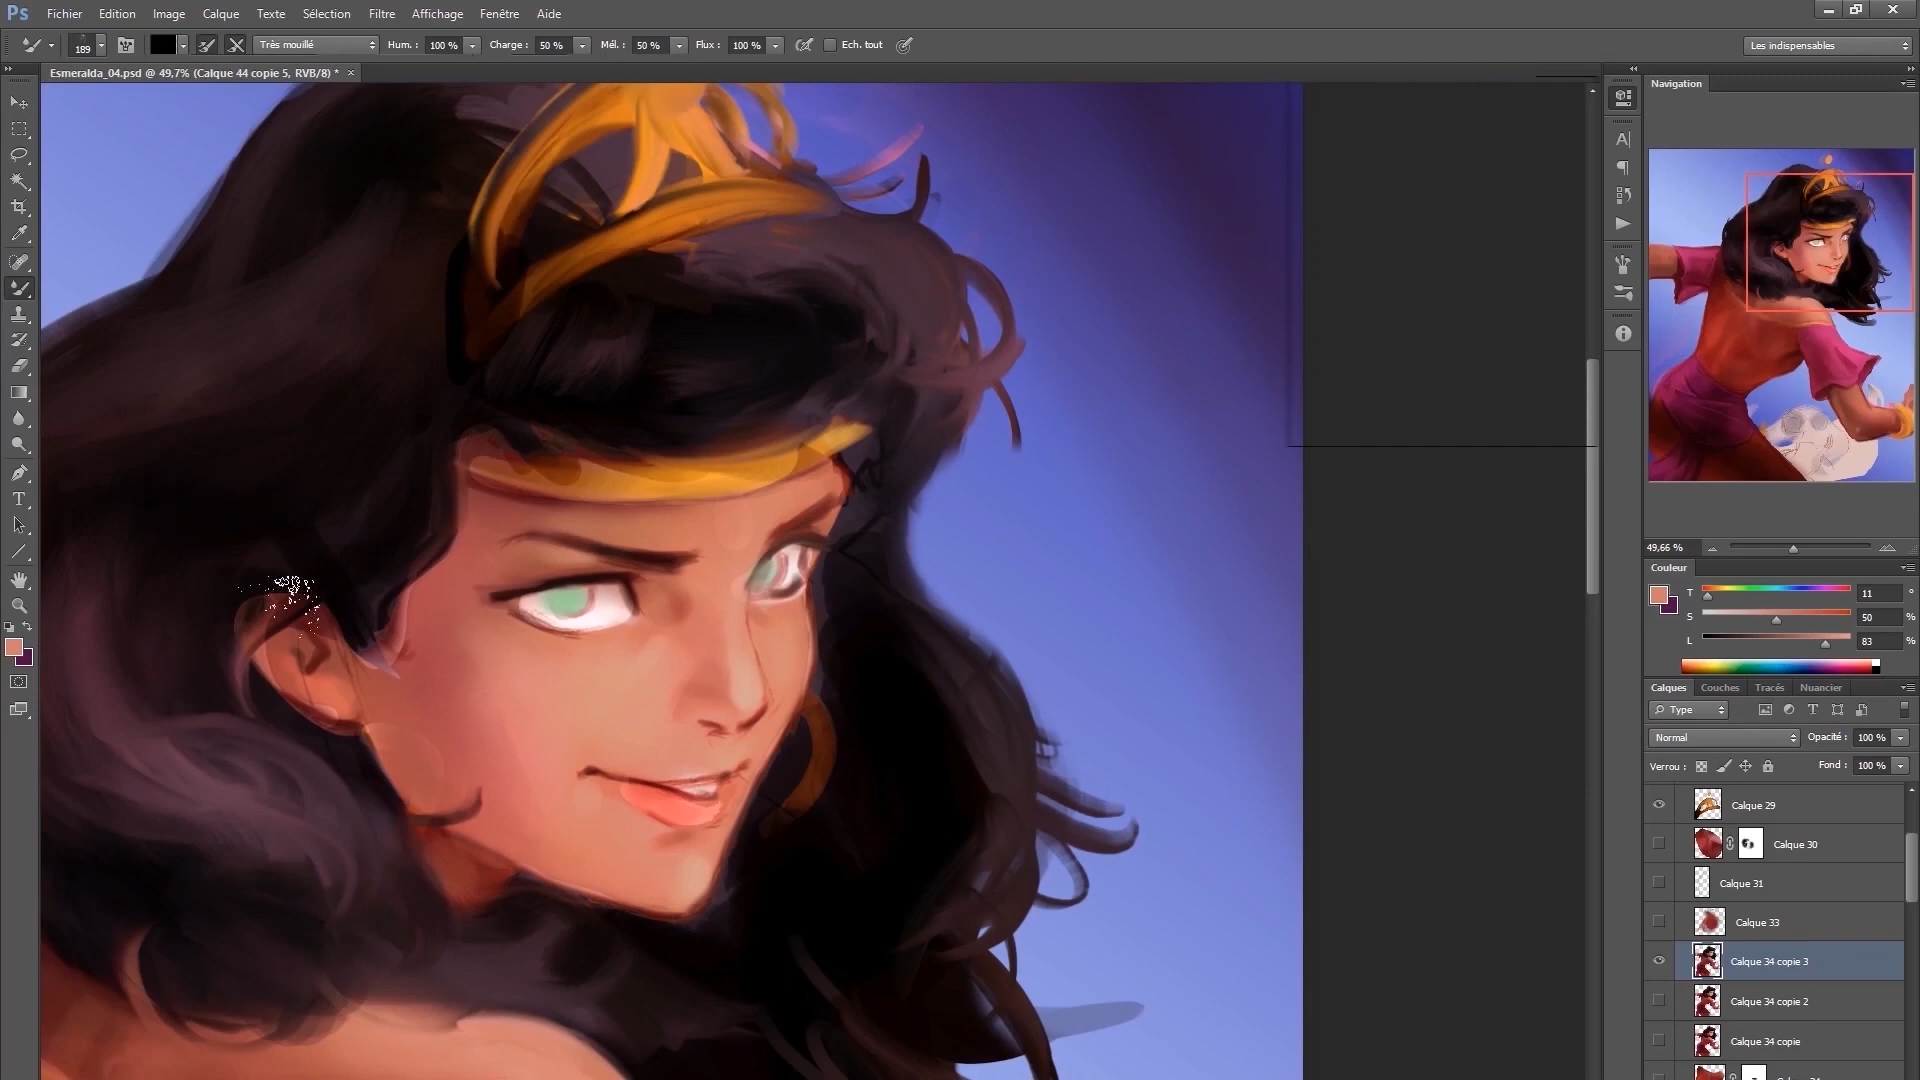 Ps Fichier Edition Image Calque Texte Sélection Filtre Affichage Fenêtre Aide
189 Très mouillé Hum. : 100 % Charge : 50 % Mél. : 50 % Flux : 100 % Ech. tout Les indispensables
Esmeralda_04.psd @ 49,7% (Calque 44 copie 5, RVB/8) * ×
Navigation
49,66 %
Couleur
T 11 °
S 50 %
L 83 %
Calques Couches Tracés Nuancier
Type
Normal Opacité : 100 %
Verrou : Fond : 100 %
Calque 29
Calque 30
Calque 31
Calque 33
Calque 34 copie 3
Calque 34 copie 2
Calque 34 copie